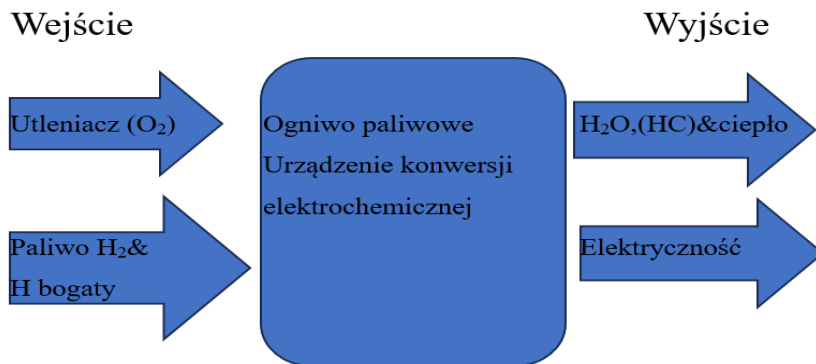 Wejście
Wyjście
Utleniacz (O₂)
Paliwo H₂&
H bogaty
Ogniwo paliwowe
Urządzenie konwersji
elektrochemicznej
H₂O,(HC)&ciepło
Elektryczność